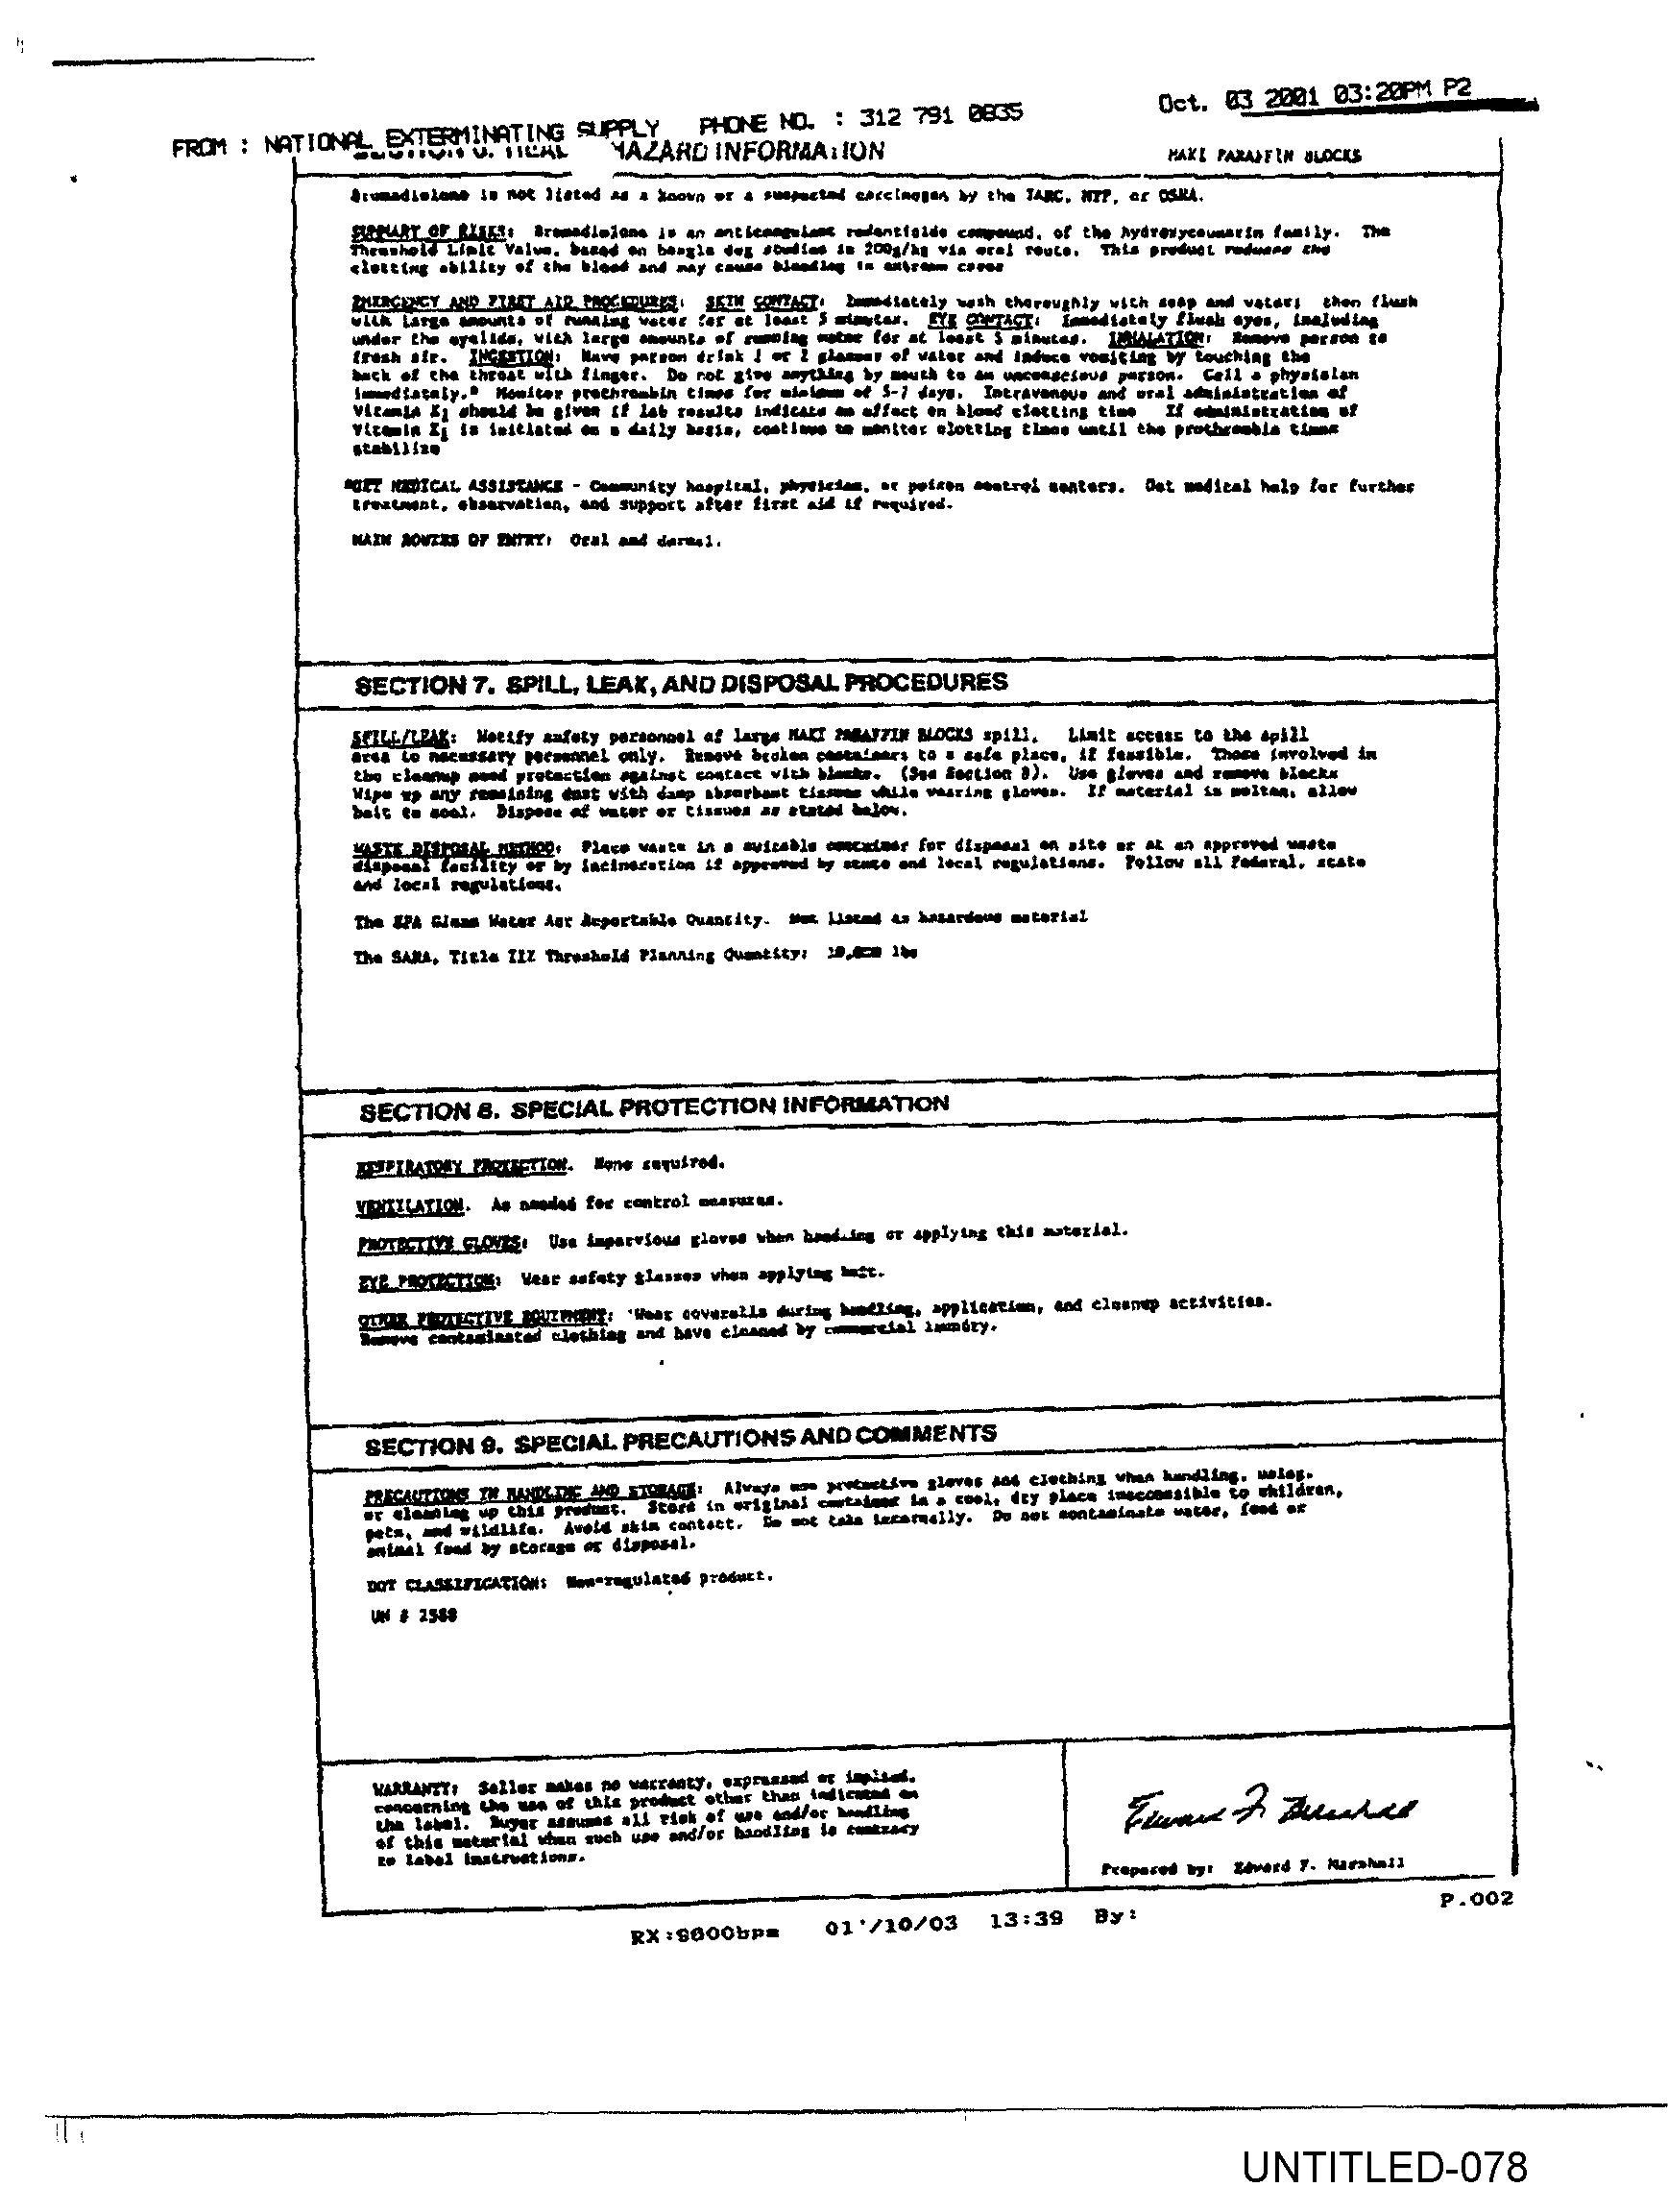 Oct. 03 2001 03:20PM P2
FROM : NATIONAL EXTERMINATING SUPPLY PHONE NO. : 312 791 0835
HAZARD INFORMATION
MAKI PARAFFIN BLOCKS
Bromadiolone is not listed as a known or a suspected carcinogen by the IARC, NTP, or OSHA.
SUMMARY OF RISKS: Bromadiolone is an anticoagulant rodenticide compound, of the hydroxycoumarin family. The
Threshold Limit Value, based on beagle dog studies is 200g/kg via oral route. This product reduces the
clotting ability of the blood and may cause bleeding in extreme cases
EMERGENCY AND FIRST AID PROCEDURES: SKIN CONTACT: Immediately wash thoroughly with soap and water; then flush
with large amounts of running water for at least 5 minutes. EYE CONTACT: Immediately flush eyes, including
under the eyelids, with large amounts of running water for at least 5 minutes. INHALATION: Remove person to
fresh air. INGESTION: Have person drink 1 or 2 glasses of water and induce vomiting by touching the
back of the throat with finger. Do not give anything by mouth to an unconscious person. Call a physician
immediately.* Monitor prothrombin times for minimum of 5-7 days. Intravenous and oral administration of
Vitamin K1 should be given if lab results indicate an affect on blood clotting time If administration of
Vitamin K1 is initiated on a daily basis, continue to monitor clotting times until the prothrombin times
stabilize
*GET MEDICAL ASSISTANCE - Community hospital, physician, or poison control centers. Get medical help for further
treatment, observation, and support after first aid if required.
MAIN ROUTES OF ENTRY: Oral and dermal.
SECTION 7. SPILL, LEAK, AND DISPOSAL PROCEDURES
SPILL/LEAK: Notify safety personnel of large MAKI PARAFFIN BLOCKS spill. Limit access to the spill
area to necessary personnel only. Remove broken containers to a safe place, if feasible. Those involved in
the cleanup need protection against contact with blocks. (See Section 8). Use gloves and remove blocks
Wipe up any remaining dust with damp absorbant tissues while wearing gloves. If material is molten, allow
bait to cool. Dispose of water or tissues as stated below.
WASTE DISPOSAL METHOD: Place waste in a suitable container for disposal on site or at an approved waste
disposal facility or by incineration if approved by state and local regulations. Follow all Federal, state
and local regulations.
The EPA Clean Water Act Reportable Quantity. Not listed as hazardous material
The SARA, Title III Threshold Planning Quantity: 10,000 lbs
SECTION 8. SPECIAL PROTECTION INFORMATION
RESPIRATORY PROTECTION. None required.
VENTILATION. As needed for control measures.
PROTECTIVE GLOVES: Use impervious gloves when handling or applying this material.
EYE PROTECTION: Wear safety glasses when applying bait.
OTHER PROTECTIVE EQUIPMENT: Wear coveralls during handling, application, and cleanup activities.
Remove contaminated clothing and have cleaned by commercial laundry.
SECTION 9. SPECIAL PRECAUTIONS AND COMMENTS
PRECAUTIONS IN HANDLING AND STORAGE: Always use protective gloves and clothing when handling, using,
or cleaning up this product. Store in original container in a cool, dry place inaccessible to children,
pets, and wildlife. Avoid skin contact. Do not take internally. Do not contaminate water, food or
animal feed by storage or disposal.
DOT CLASSIFICATION: Non-regulated product.
UN # 2588
WARRANTY: Seller makes no warranty, expressed or implied,
concerning the use of this product other than indicated on
the label. Buyer assumes all risk of use and/or handling
of this material when such use and/or handling is contrary
to label instructions.
Edward F. Marshall
Prepared by: Edward F. Marshall
P.002
RX:9600bps 01'/10/03 13:39 By:
UNTITLED-078